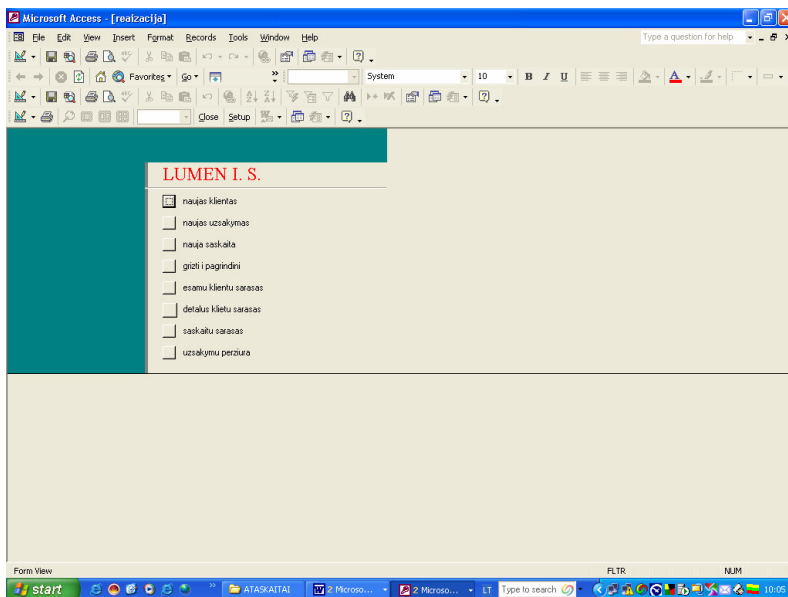 Microsoft Access - [reaizacija]
File Edit View Insert Format Records Tools Window Help Type a question for help
Favorites Go System 10 B I U
Close Setup
LUMEN I. S.
naujas klientas
naujas uzsakymas
nauja saskaita
grizti i pagrindini
esamu klientu sarasas
detalus klietu sarasas
saskaitu sarasas
uzsakymu perziura
Form View FLTR NUM
start ATASKAITAI 2 Microso... 2 Microso... LT Type to search 10:05